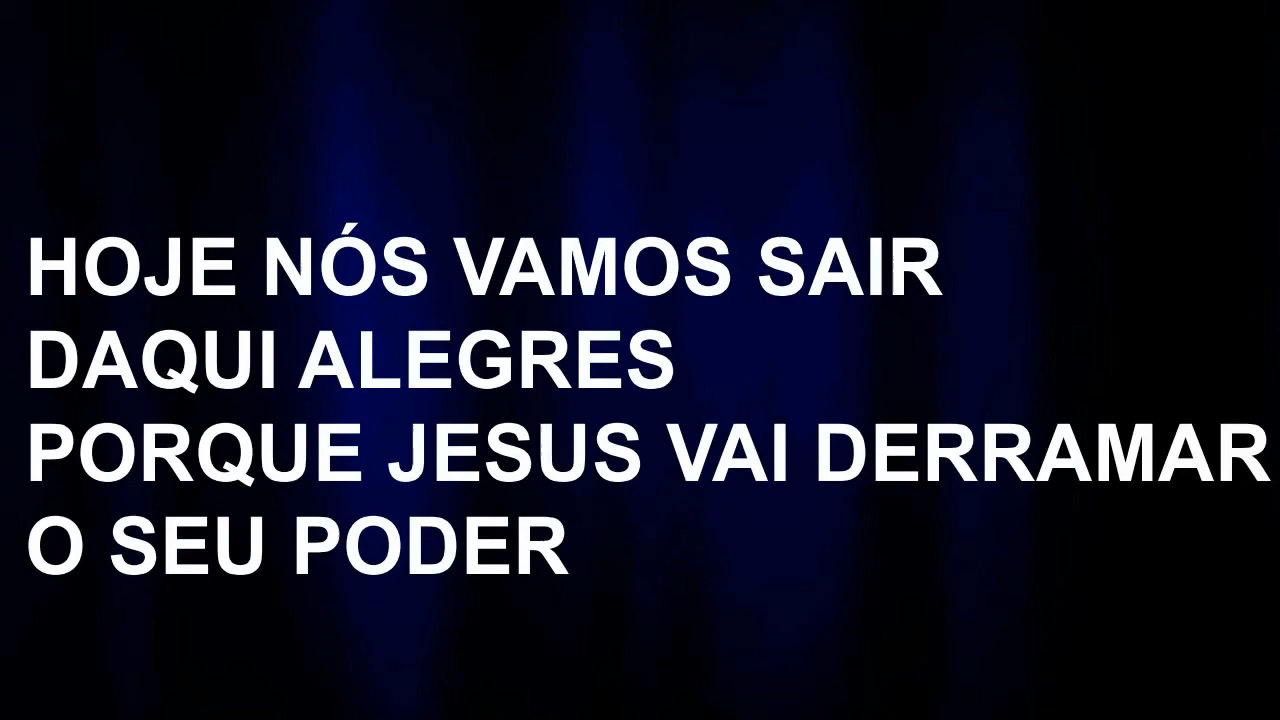 HOJE NÓS VAMOS SAIR
DAQUI ALEGRES
PORQUE JESUS VAI DERRAMAR
O SEU PODER